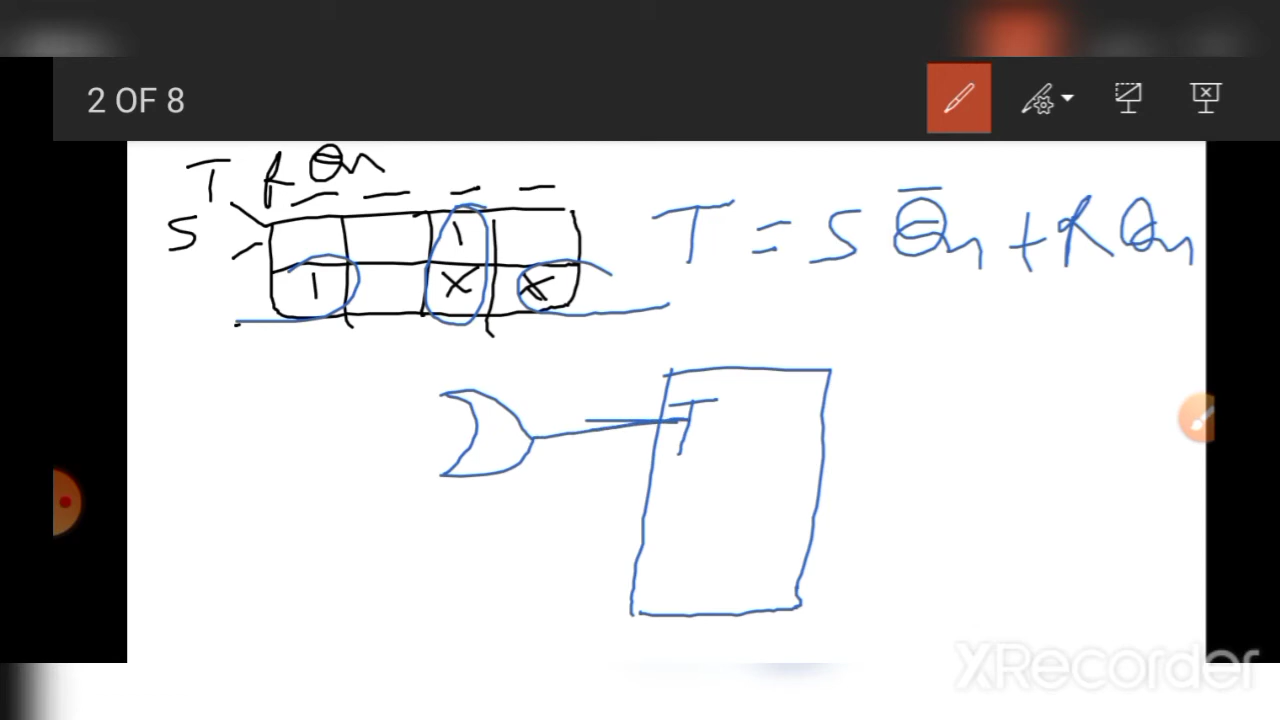 2 OF 8
T R Qn
S
1
1 X X
T = S Q̅n + R Qn
T
XRecorder